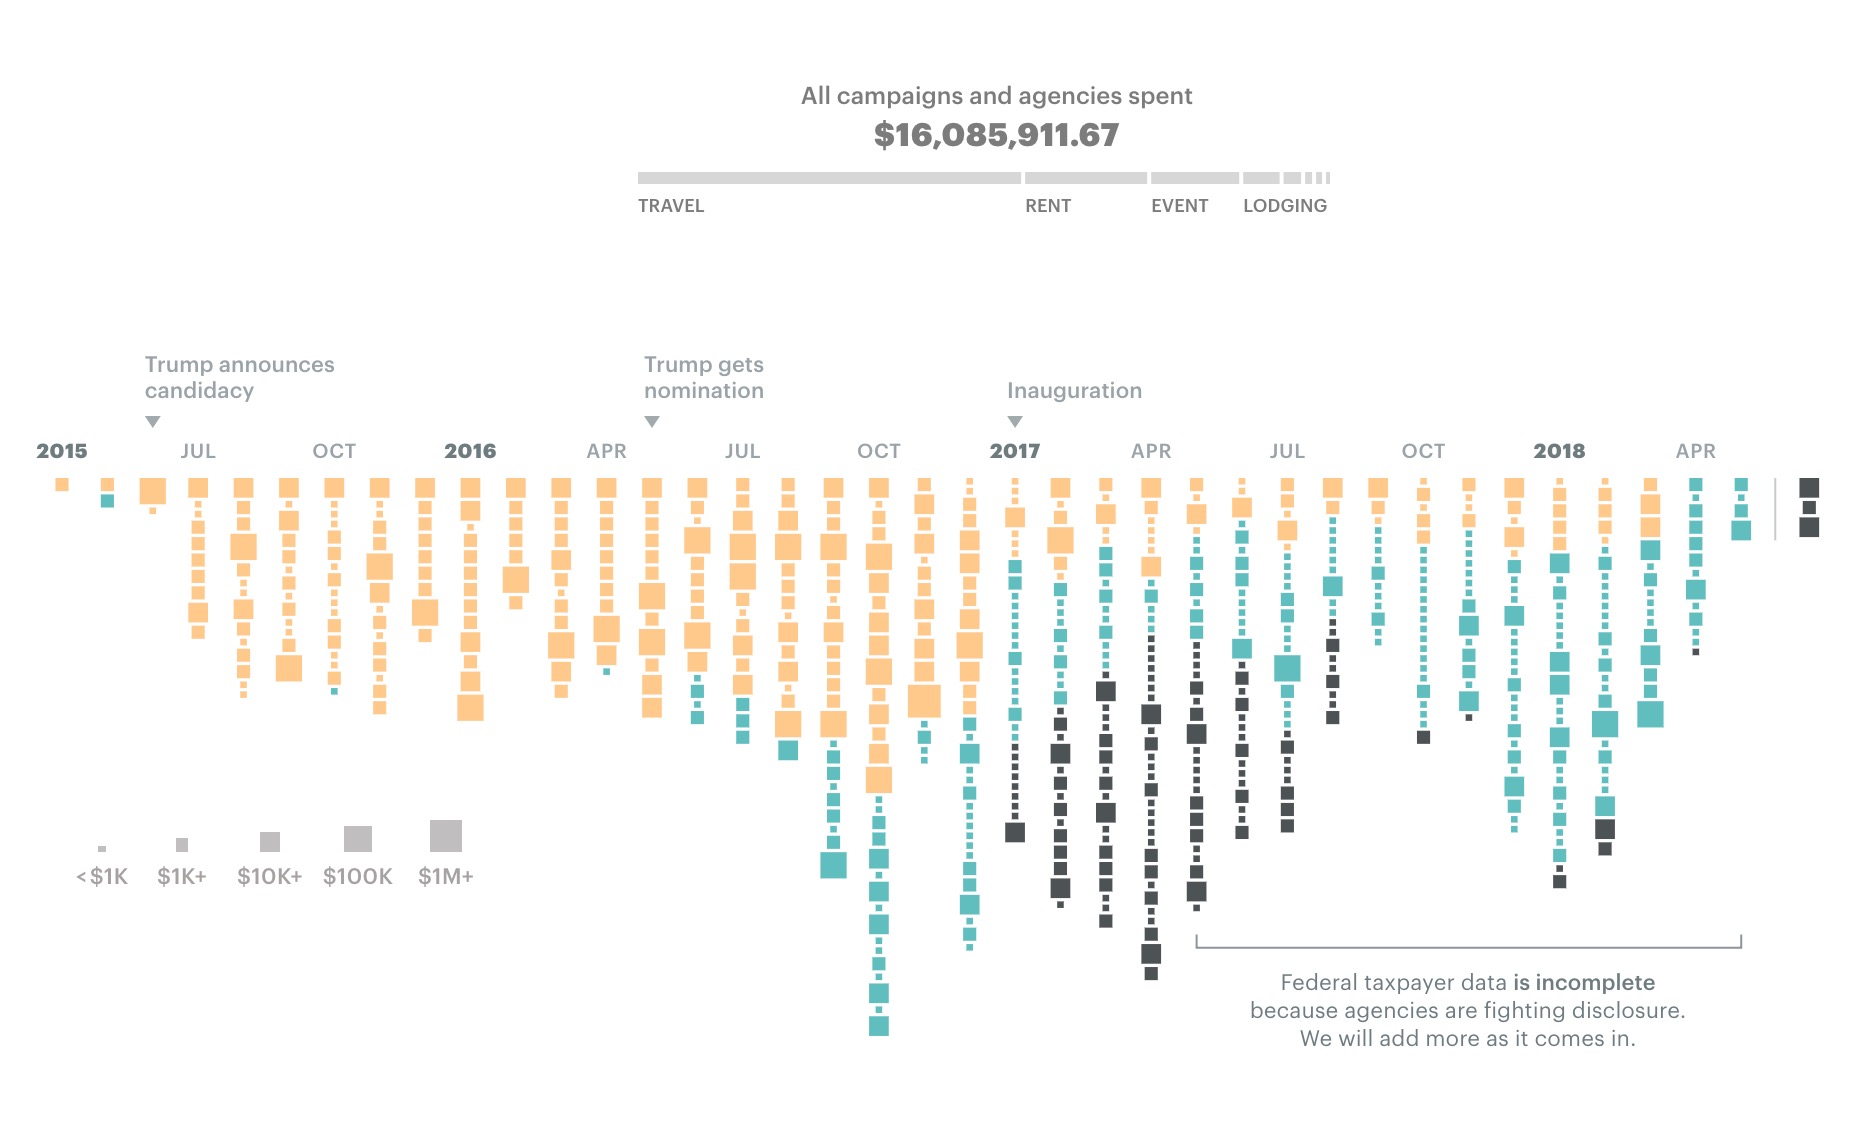 All campaigns and agencies spent
$16,085,911.67
TRAVEL RENT EVENT LODGING
Trump announces
candidacy
Trump gets
nomination
Inauguration
2015 JUL OCT 2016 APR JUL OCT 2017 APR JUL OCT 2018 APR
<$1K $1K+ $10K+ $100K $1M+
Federal taxpayer data is incomplete
because agencies are fighting disclosure.
We will add more as it comes in.